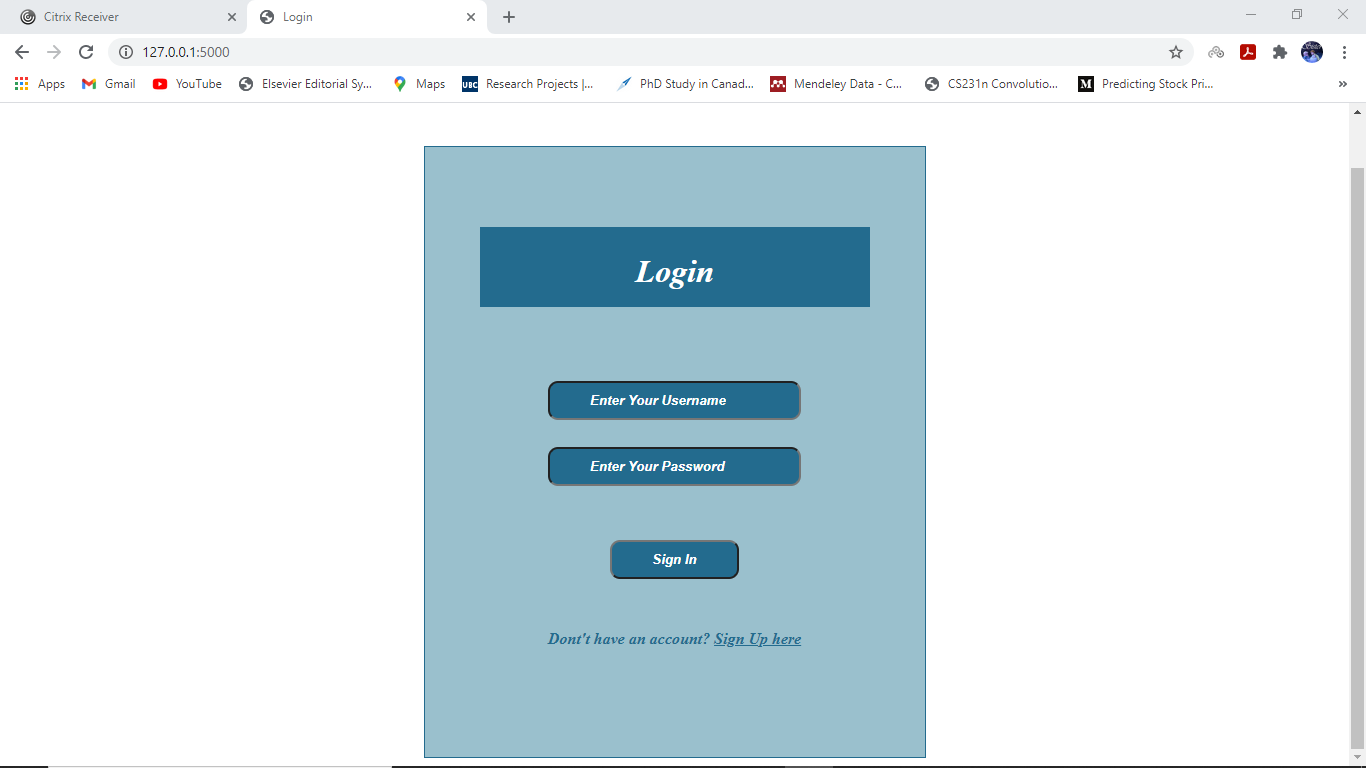 Citrix Receiver
Login
127.0.0.1:5000
Apps
Gmail
YouTube
Elsevier Editorial Sy...
Maps
UBC
Research Projects |...
PhD Study in Canad...
Mendeley Data - C...
CS231n Convolutio...
M
Predicting Stock Pri...
»
Login
Enter Your Username
Enter Your Password
Sign In
Dont't have an account? Sign Up here